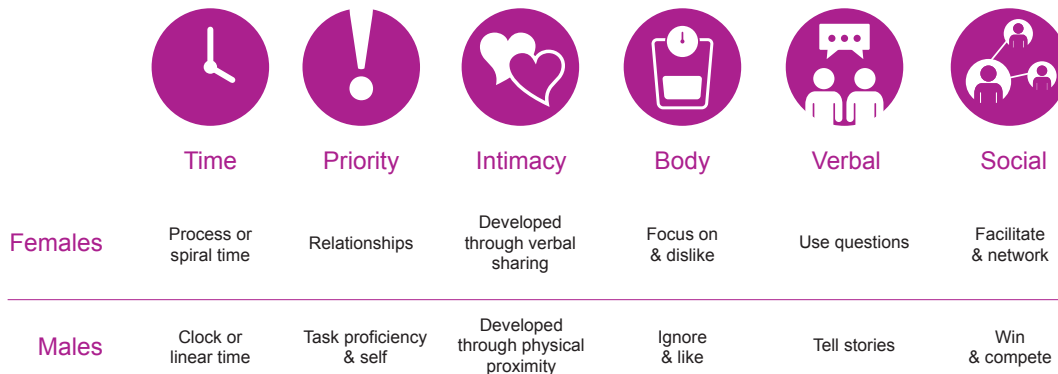 Time
Priority
Intimacy
Body
Verbal
Social
Females
Process or
spiral time
Relationships
Developed
through verbal
sharing
Focus on
& dislike
Use questions
Facilitate
& network
Males
Clock or
linear time
Task proficiency
& self
Developed
through physical
proximity
Ignore
& like
Tell stories
Win
& compete